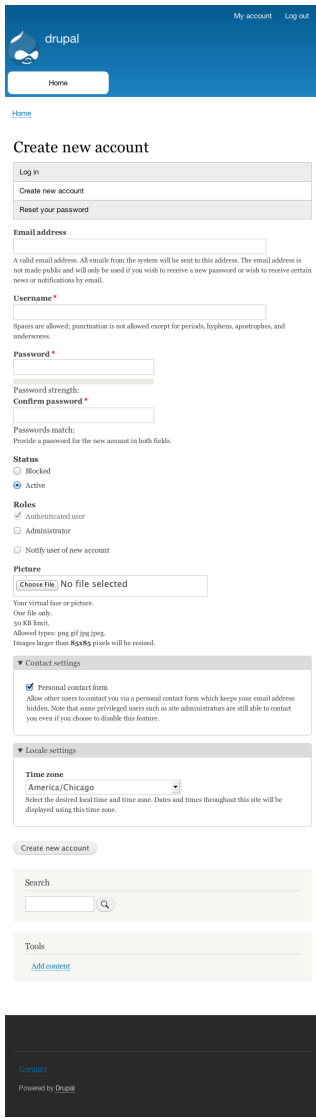 My account Log out
drupal
Home
Home
Create new account
Log in
Create new account
Reset your password
Email address
A valid email address. All emails from the system will be sent to this address. The email address is
not made public and will only be used if you wish to receive a new password or wish to receive certain
news or notifications by email.
Username *
Spaces are allowed; punctuation is not allowed except for periods, hyphens, apostrophes, and
underscores.
Password *
Password strength:
Confirm password *
Passwords match:
Provide a password for the new account in both fields.
Status
Blocked
Active
Roles
Authenticated user
Administrator
Notify user of new account
Picture
Choose File No file selected
Your virtual face or picture.
One file only.
30 KB limit.
Allowed types: png gif jpg jpeg.
Images larger than 85x85 pixels will be resized.
Contact settings
Personal contact form
Allow other users to contact you via a personal contact form which keeps your email address
hidden. Note that some privileged users such as site administrators are still able to contact
you even if you choose to disable this feature.
Locale settings
Time zone
America/Chicago
Select the desired local time and time zone. Dates and times throughout this site will be
displayed using this time zone.
Create new account
Search
Tools
Add content
Contact
Powered by Drupal